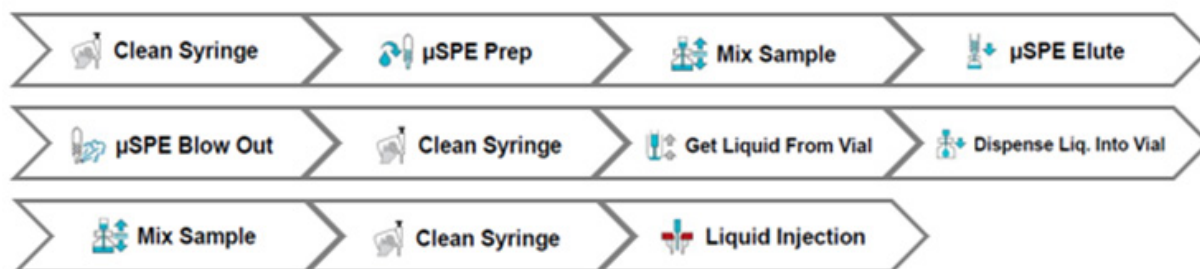 Clean Syringe
µSPE Prep
Mix Sample
µSPE Elute
µSPE Blow Out
Clean Syringe
Get Liquid From Vial
Dispense Liq. Into Vial
Mix Sample
Clean Syringe
Liquid Injection